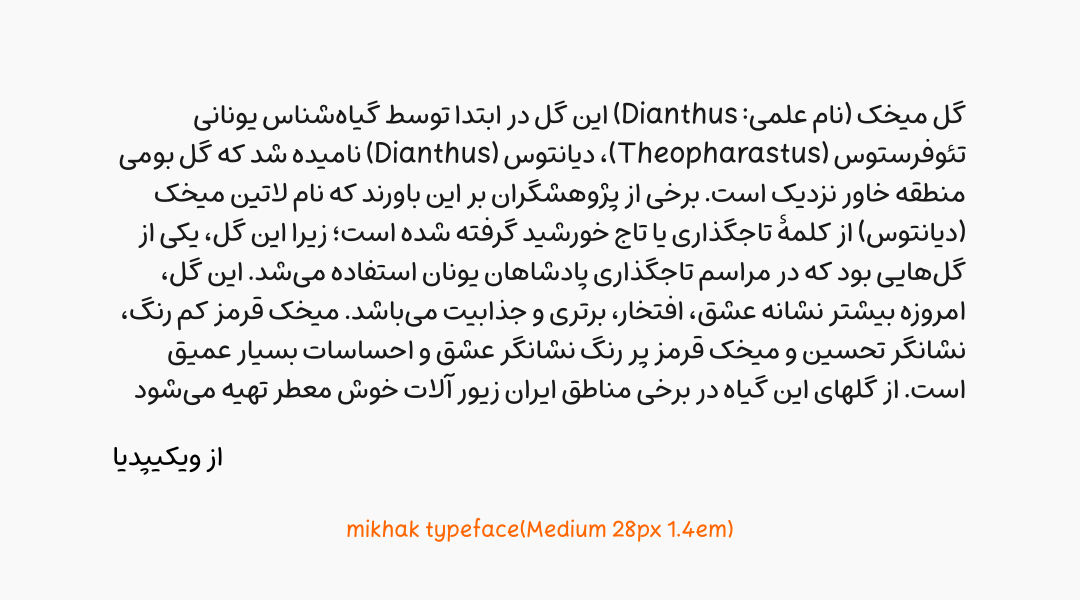 گل میخک (نام علمی: Dianthus) این گل در ابتدا توسط گیاه‌شناس یونانی
تئوفرستوس (Theopharastus)، دیانتوس (Dianthus) نامیده شد که گل بومی
منطقه خاور نزدیک است. برخی از پژوهشگران بر این باورند که نام لاتین میخک
(دیانتوس) از کلمهٔ تاجگذاری یا تاج خورشید گرفته شده است؛ زیرا این گل، یکی از
گل‌هایی بود که در مراسم تاجگذاری پادشاهان یونان استفاده می‌شد. این گل،
امروزه بیشتر نشانه عشق، افتخار، برتری و جذابیت می‌باشد. میخک قرمز کم رنگ،
نشانگر تحسین و میخک قرمز پر رنگ نشانگر عشق و احساسات بسیار عمیق
است. از گلهای این گیاه در برخی مناطق ایران زیور آلات خوش معطر تهیه می‌شود
از ویکیپدیا
mikhak typeface(Medium 28px 1.4em)